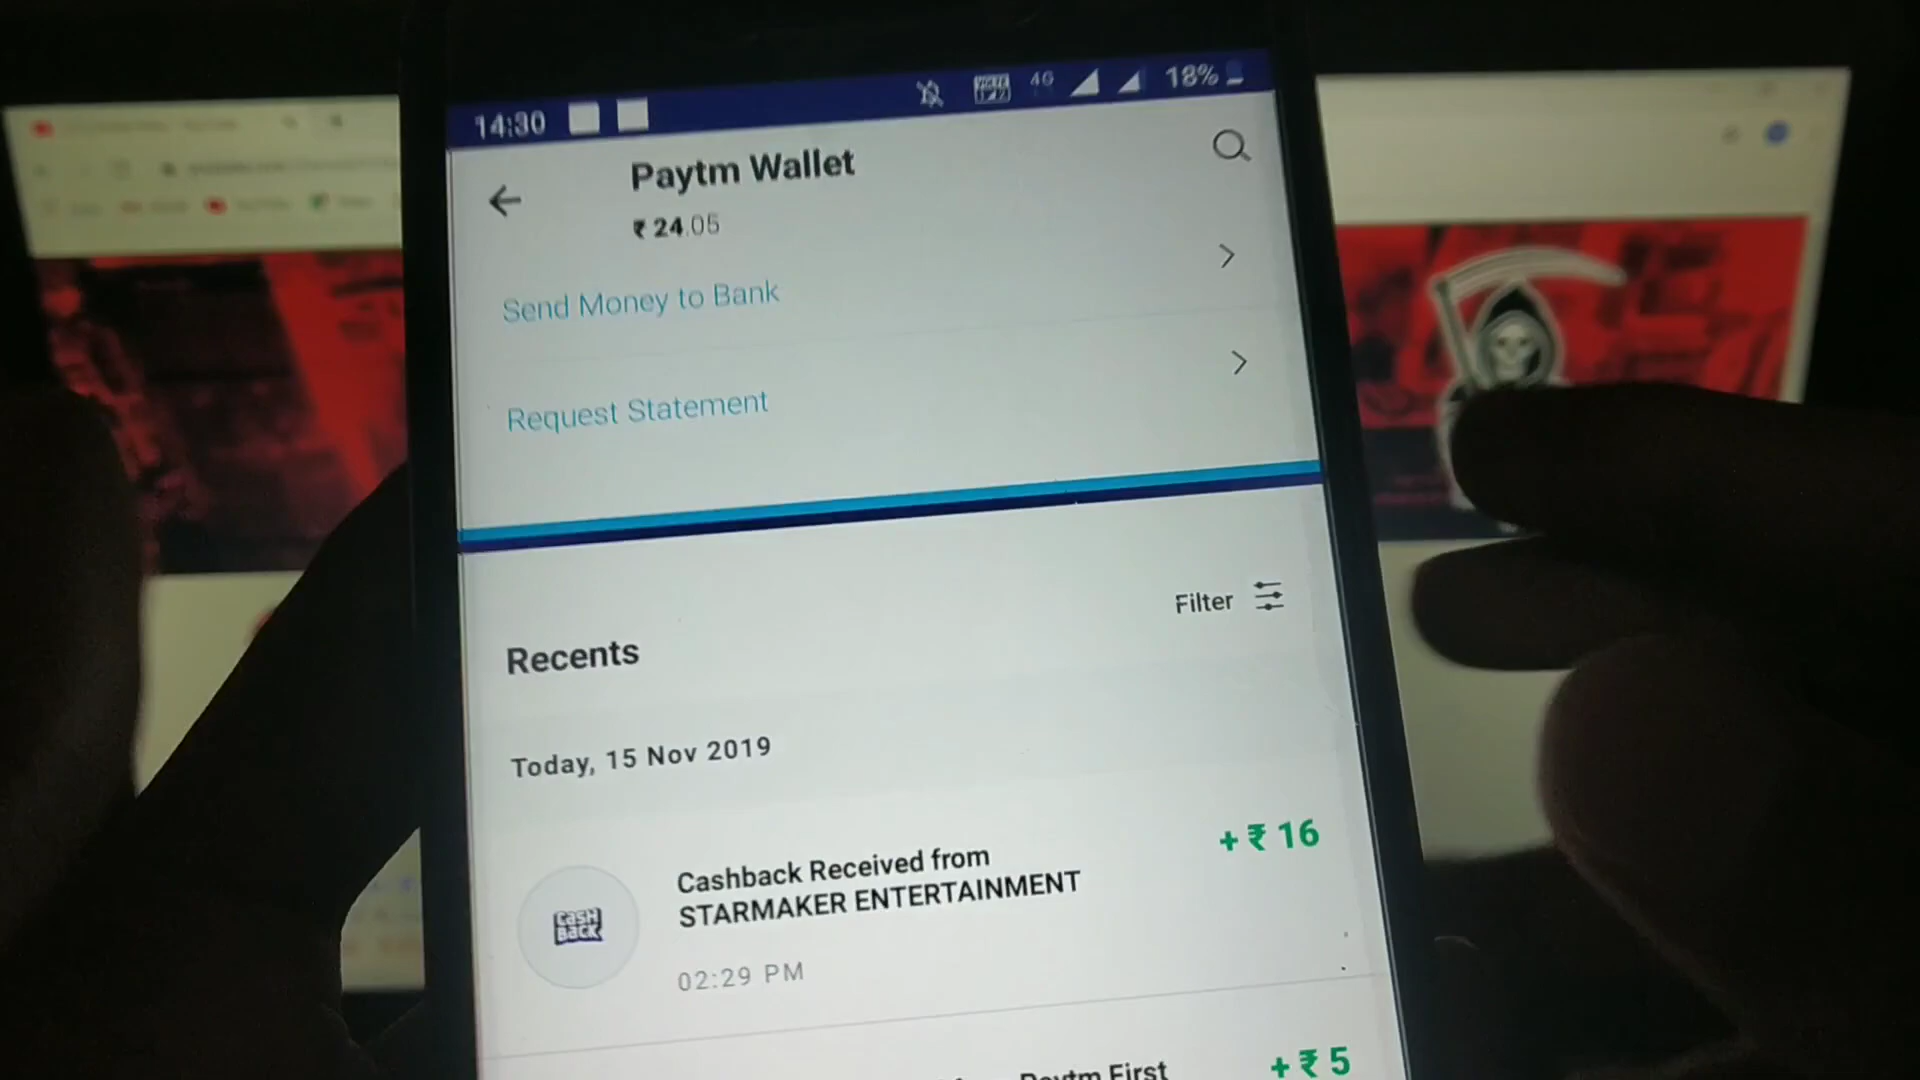 14:30
4G
18%
Paytm Wallet
₹ 24.05
Send Money to Bank
Request Statement
Filter
Recents
Today, 15 Nov 2019
+ ₹ 16
Cashback Received from
STARMAKER ENTERTAINMENT
CASH
BACK
02:29 PM
Paytm First
+ ₹ 5